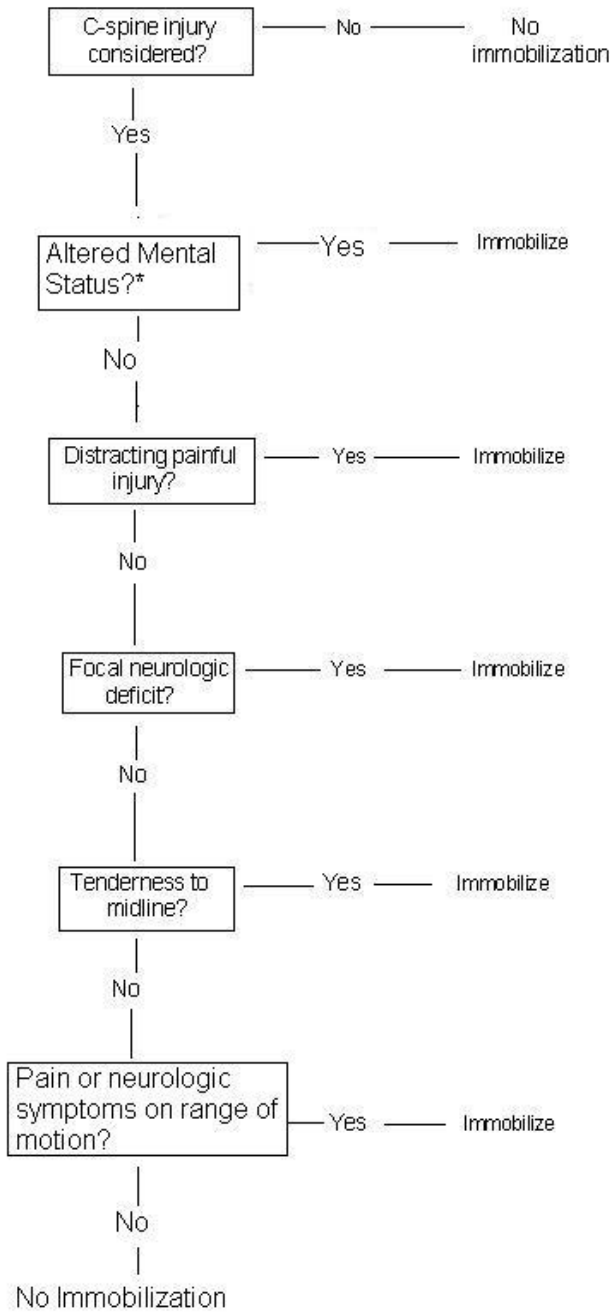 C-spine injury
considered?
No
No
immobilization
Yes
Altered Mental
Status?*
Yes
Immobilize
No
Distracting painful
injury?
Yes
Immobilize
No
Focal neurologic
deficit?
Yes
Immobilize
No
Tenderness to
midline?
Yes
Immobilize
No
Pain or neurologic
symptoms on range of
motion?
Yes
Immobilize
No
No Immobilization